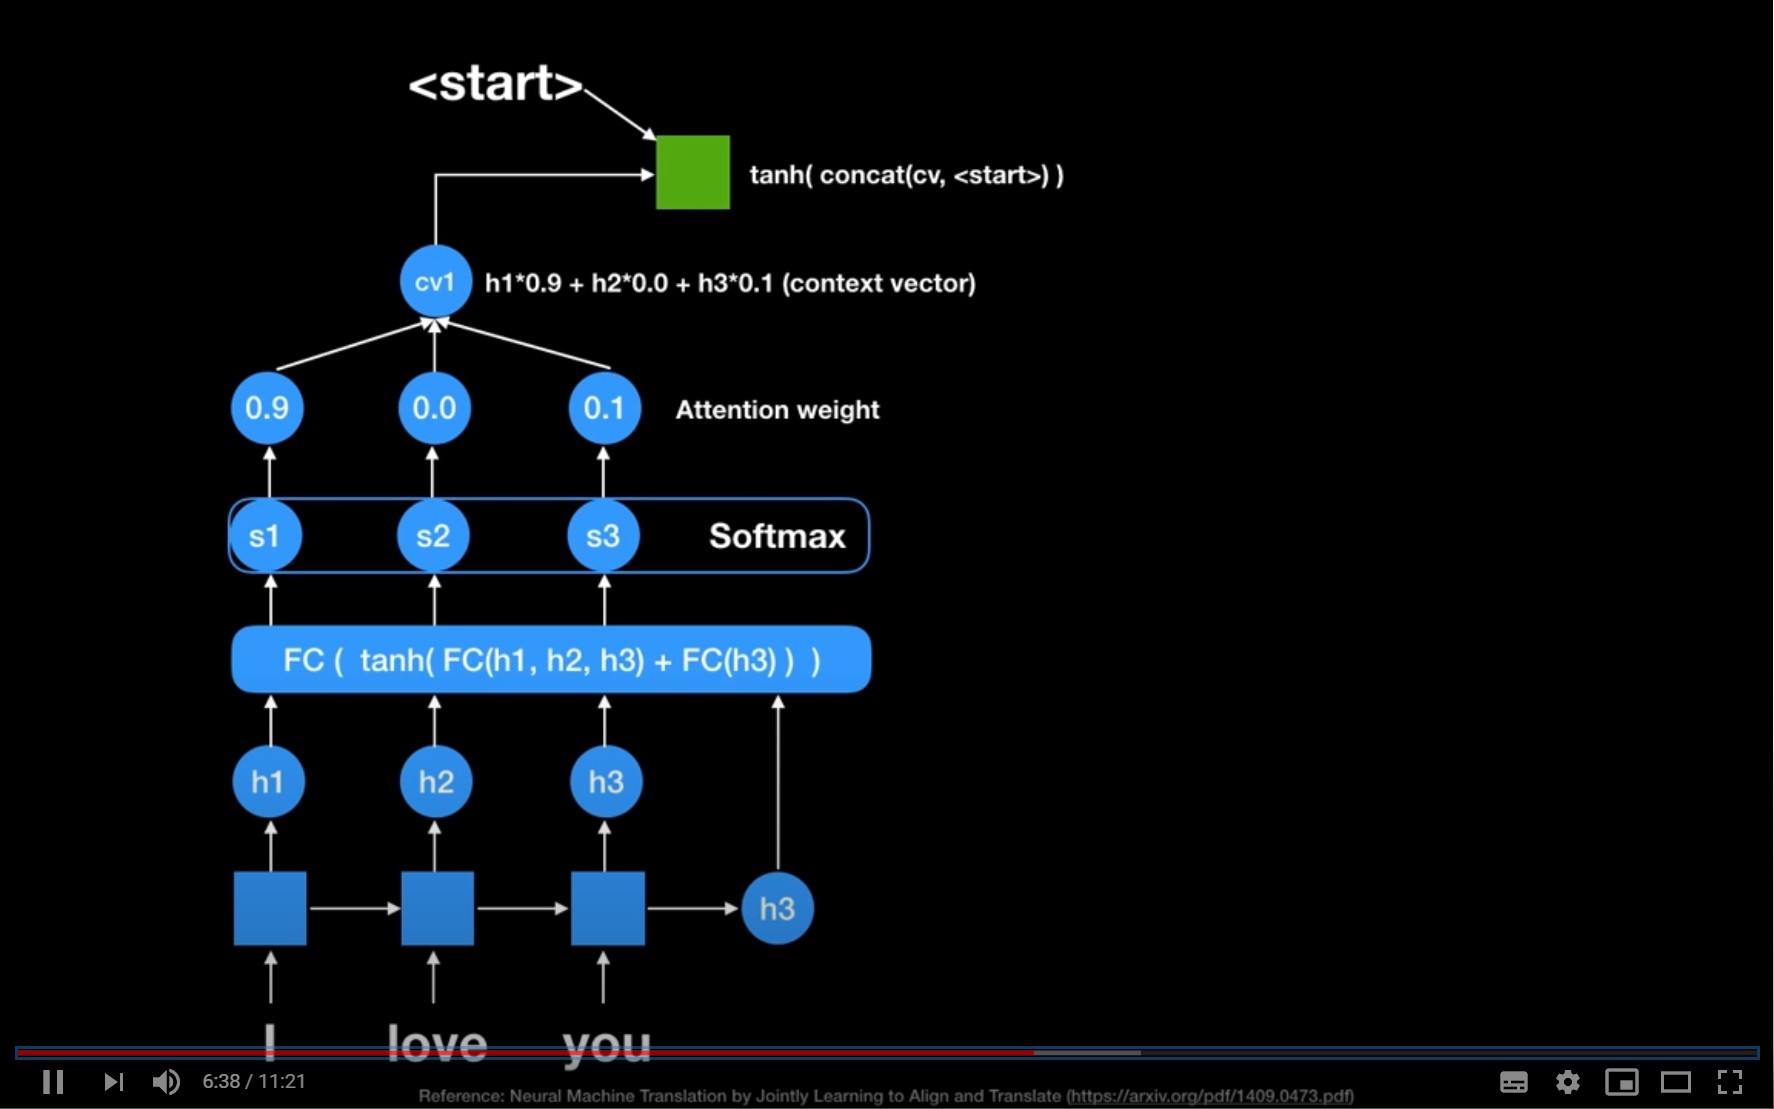 <start>
tanh( concat(cv, <start>) )
cv1 h1*0.9 + h2*0.0 + h3*0.1 (context vector)
0.9 0.0 0.1 Attention weight
s1 s2 s3 Softmax
FC ( tanh( FC(h1, h2, h3) + FC(h3) ) )
h1 h2 h3
h3
I love you
6:38 / 11:21
Reference: Neural Machine Translation by Jointly Learning to Align and Translate (https://arxiv.org/pdf/1409.0473.pdf)